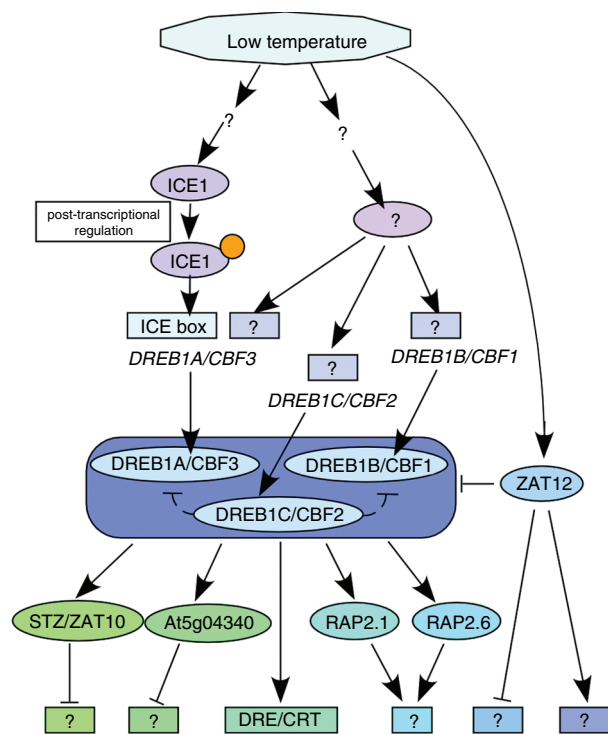 Low temperature
?
?
ICE1
post-transcriptional
regulation
?
ICE1
ICE box
?
?
DREB1A/CBF3
DREB1B/CBF1
?
DREB1C/CBF2
DREB1A/CBF3
DREB1B/CBF1
ZAT12
DREB1C/CBF2
STZ/ZAT10
At5g04340
RAP2.1
RAP2.6
?
?
DRE/CRT
?
?
?